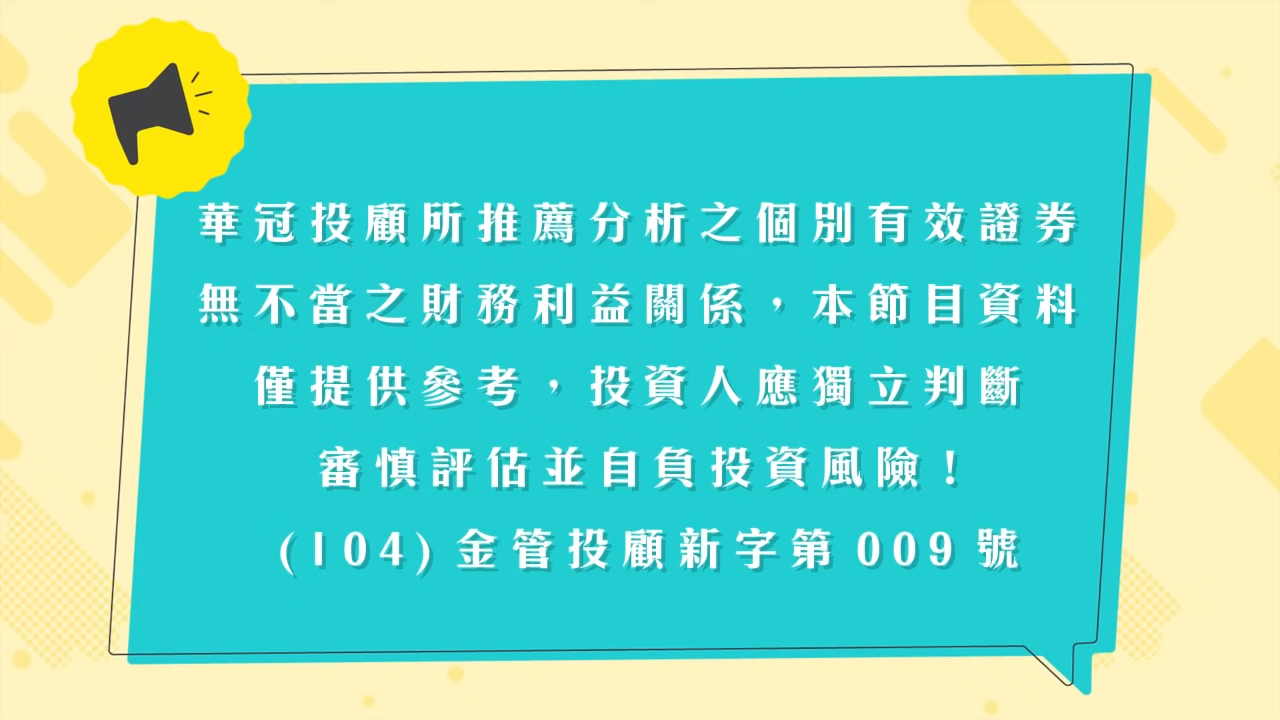 華冠投顧所推薦分析之個別有效證券
無不當之財務利益關係，本節目資料
僅提供參考，投資人應獨立判斷
審慎評估並自負投資風險！
(104) 金管投顧新字第 009 號